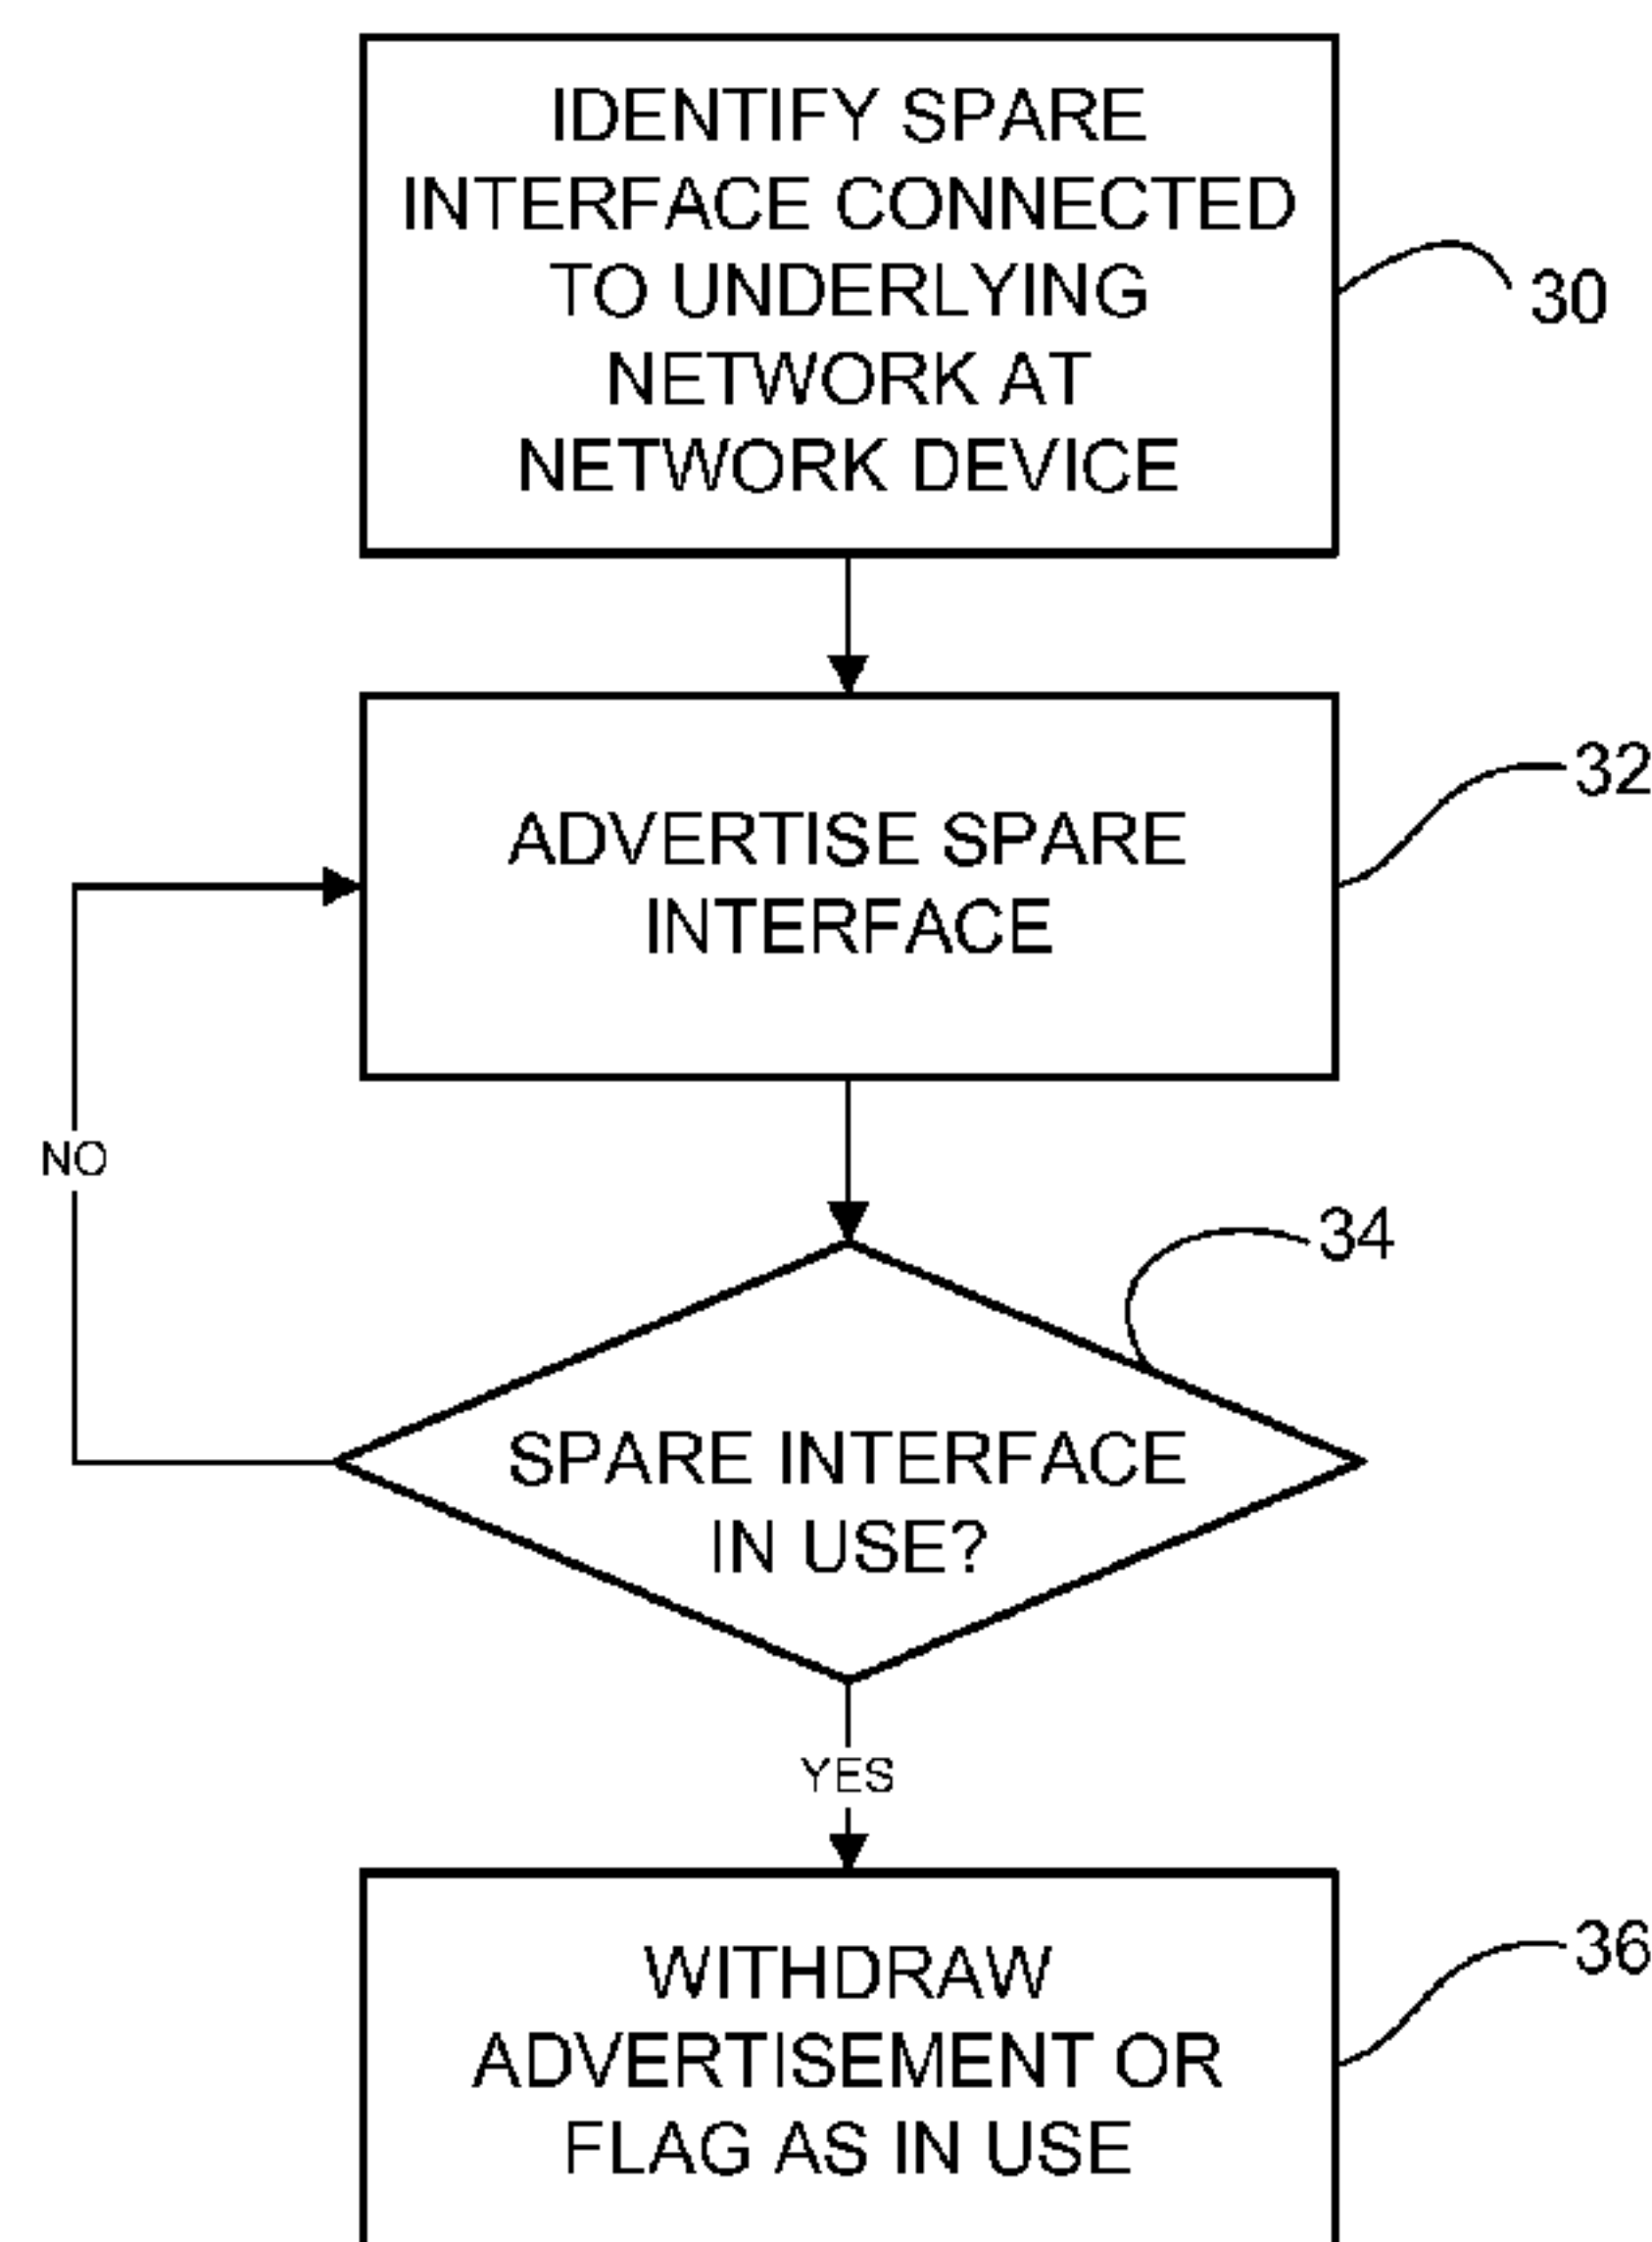 IDENTIFY SPARE
INTERFACE CONNECTED
TO UNDERLYING
NETWORK AT
NETWORK DEVICE
30
ADVERTISE SPARE
INTERFACE
32
NO
34
SPARE INTERFACE
IN USE?
YES
WITHDRAW
ADVERTISEMENT OR
FLAG AS IN USE
36